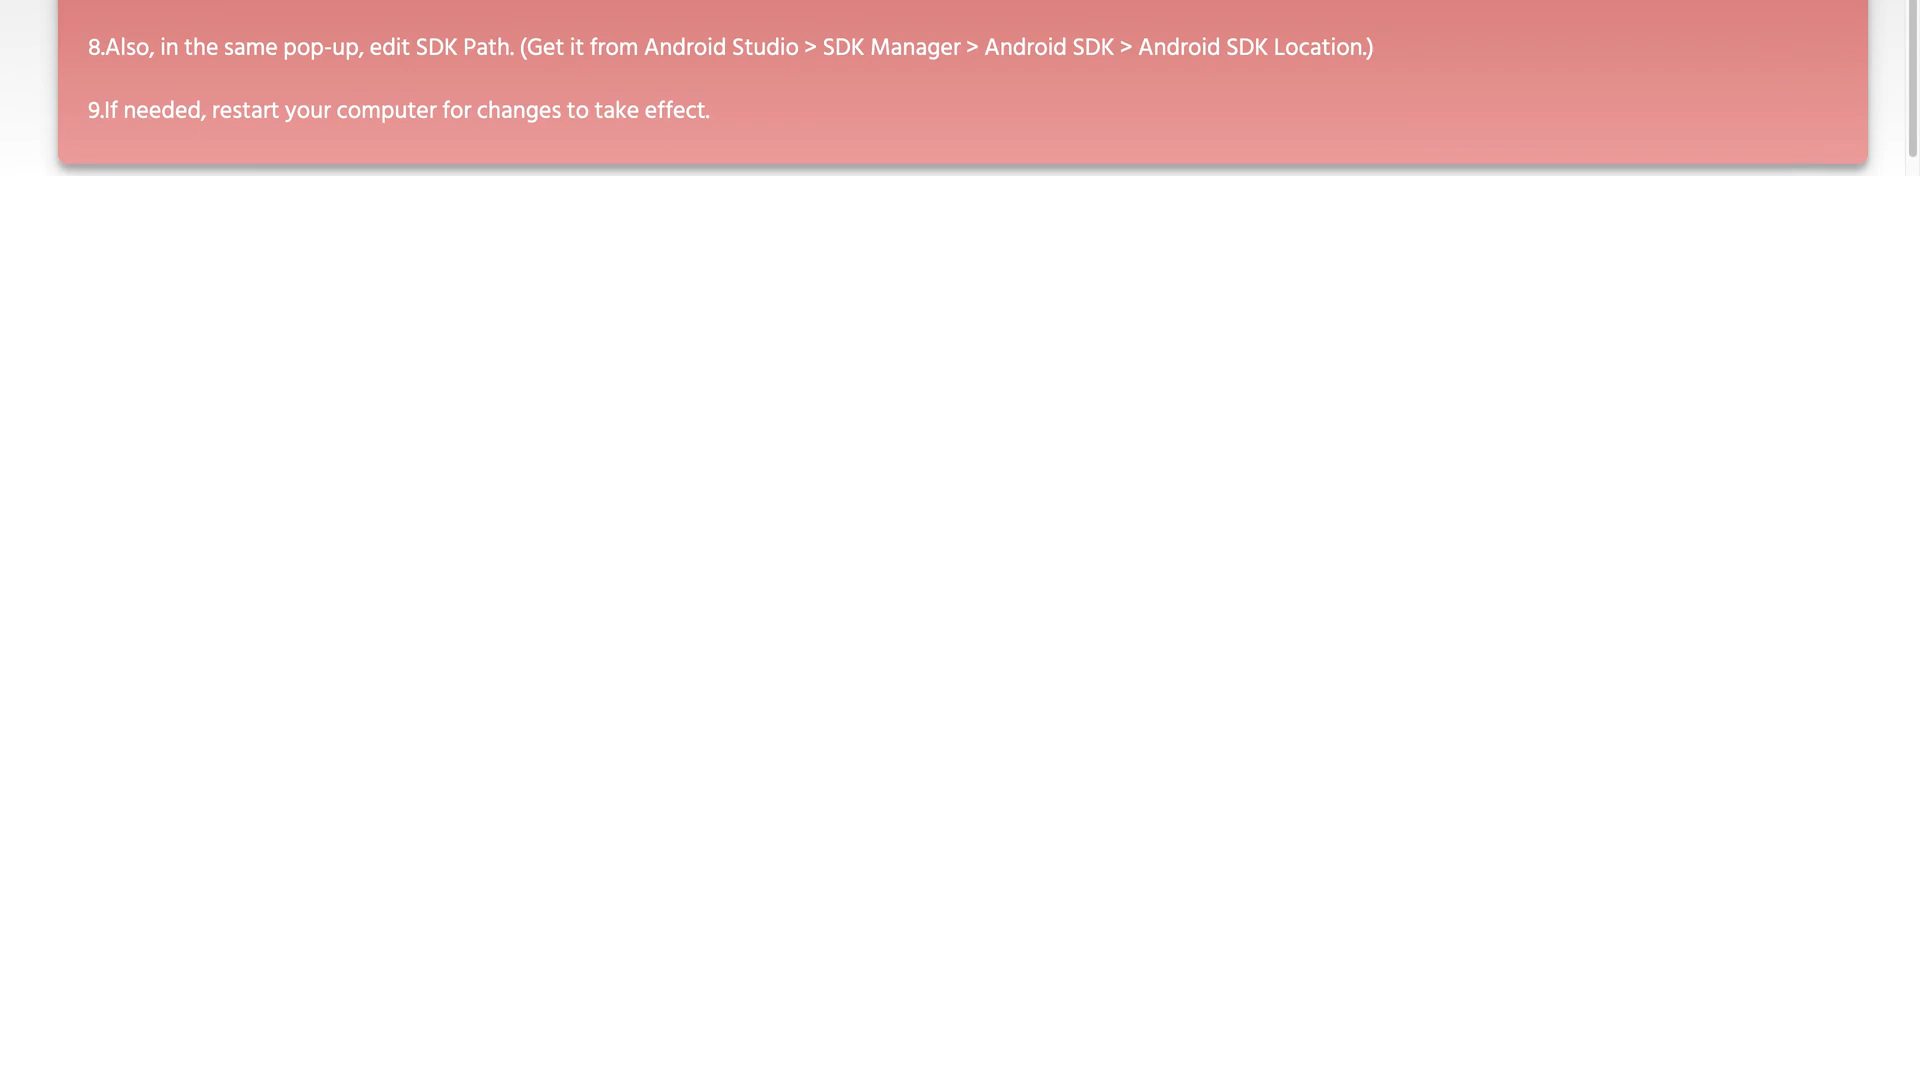 8.Also, in the same pop-up, edit SDK Path. (Get it from Android Studio > SDK Manager > Android SDK > Android SDK Location.)
9.If needed, restart your computer for changes to take effect.